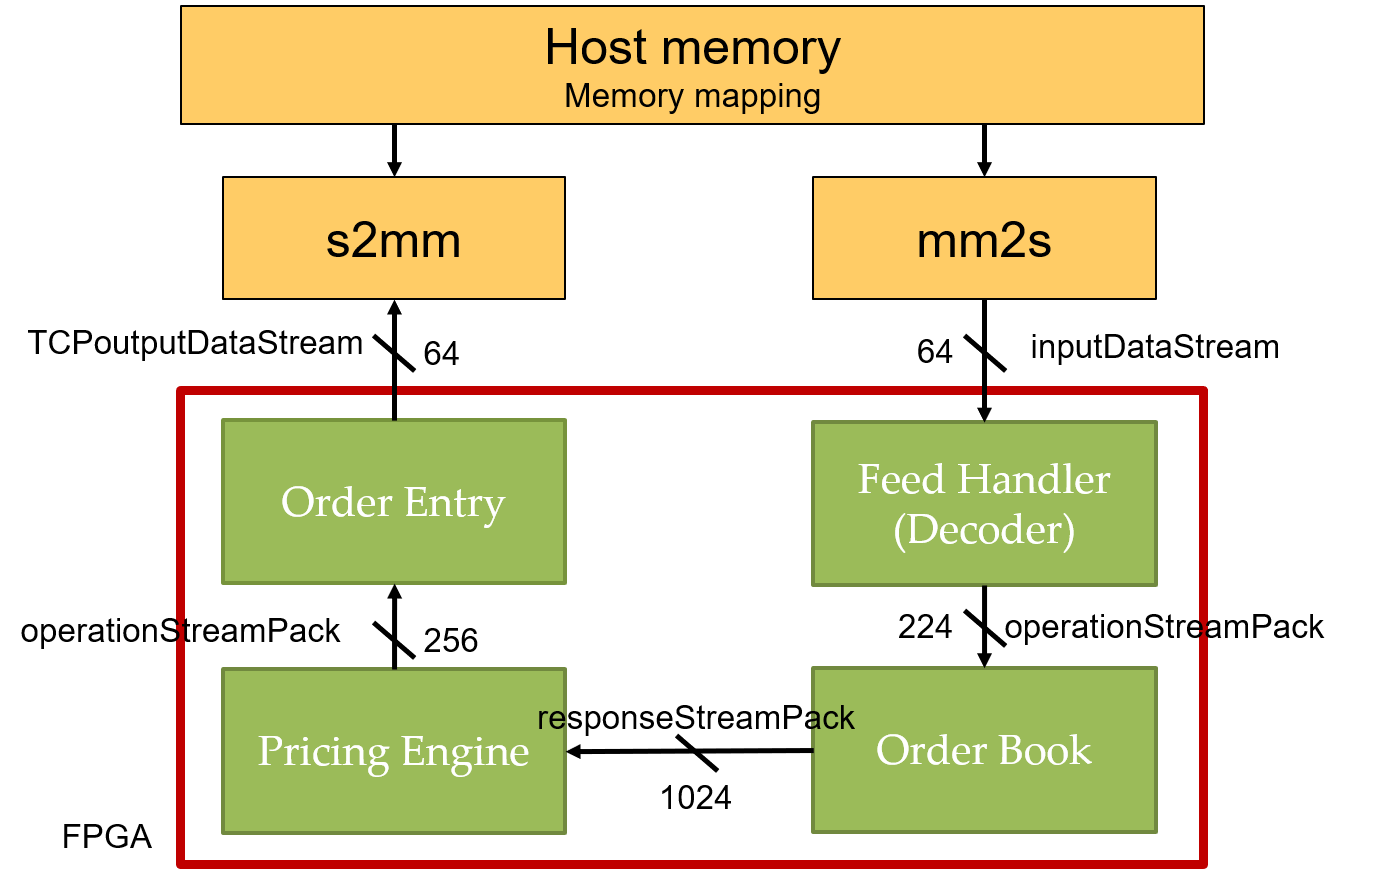 Host memory
Memory mapping
s2mm
mm2s
TCPoutputDataStream
64
64
inputDataStream
Order Entry
Feed Handler
(Decoder)
operationStreamPack
256
224
operationStreamPack
Pricing Engine
responseStreamPack
1024
Order Book
FPGA